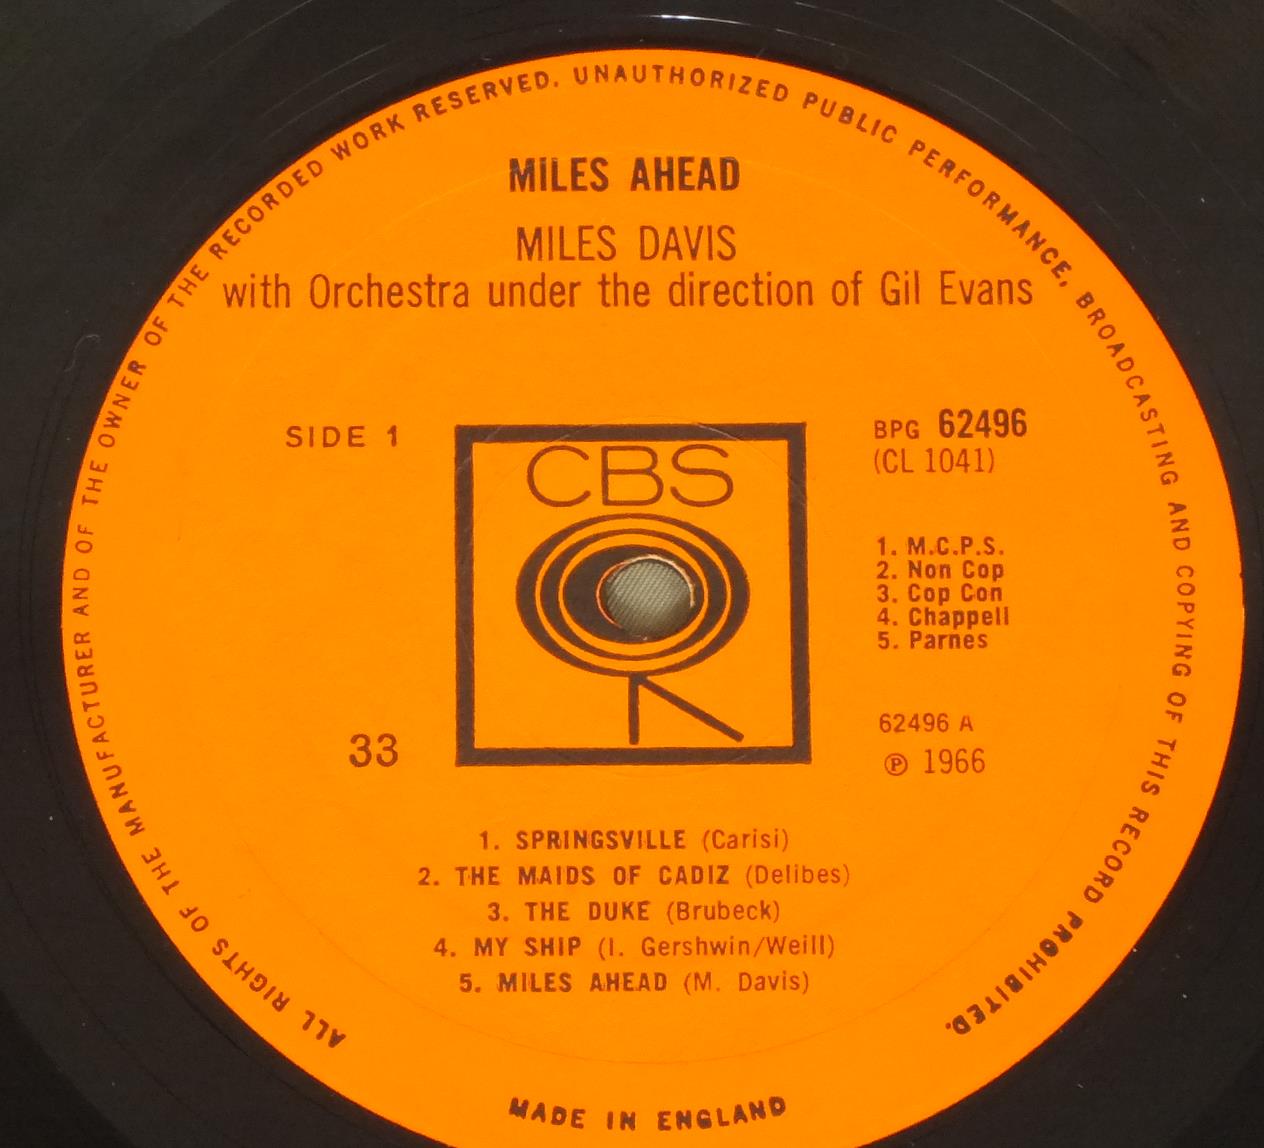 ALL RIGHTS OF THE MANUFACTURER AND OF THE OWNER OF THE RECORDED WORK RESERVED. UNAUTHORIZED PUBLIC PERFORMANCE, BROADCASTING AND COPYING OF THIS RECORD PROHIBITED.
MILES AHEAD
MILES DAVIS
with Orchestra under the direction of Gil Evans
SIDE 1
CBS
BPG 62496
(CL 1041)
1. M.C.P.S.
2. Non Cop
3. Cop Con
4. Chappell
5. Parnes
33
62496 A
℗ 1966
1. SPRINGSVILLE (Carisi)
2. THE MAIDS OF CADIZ (Delibes)
3. THE DUKE (Brubeck)
4. MY SHIP (I. Gershwin/Weill)
5. MILES AHEAD (M. Davis)
MADE IN ENGLAND